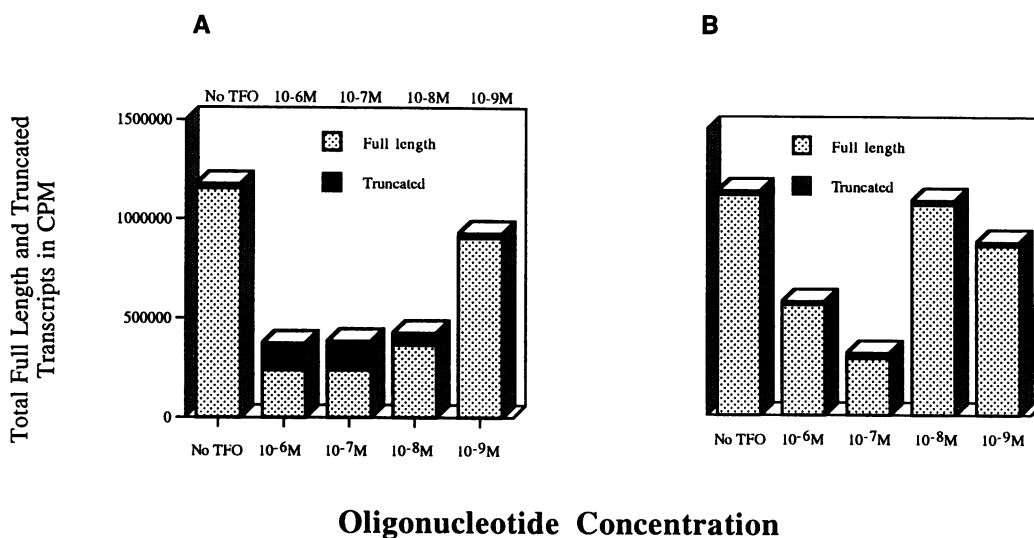 A
B
No TFO 10-6M 10-7M 10-8M 10-9M
1500000
1000000
500000
0
Total Full Length and Truncated
Transcripts in CPM
Full length
Truncated
No TFO 10-6M 10-7M 10-8M 10-9M
Full length
Truncated
No TFO 10-6M 10-7M 10-8M 10-9M
Oligonucleotide Concentration